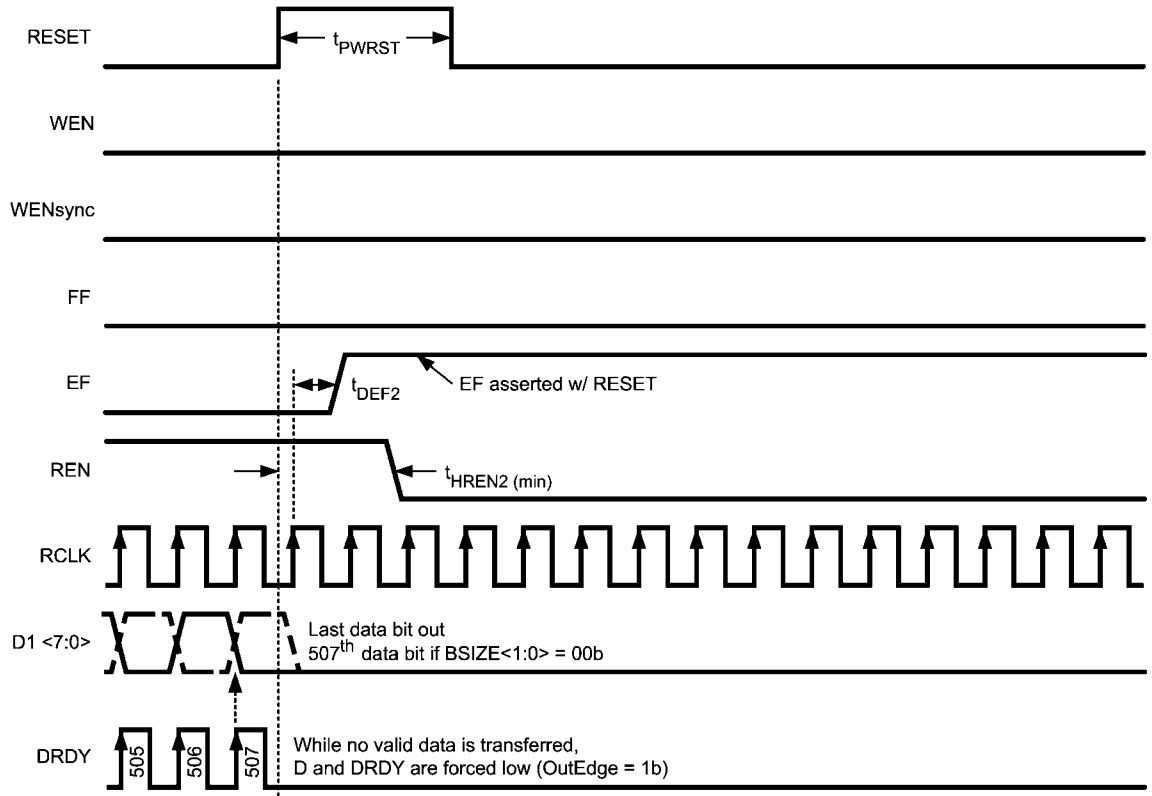 RESET
tPWRST
WEN
WENsync
FF
EF
tDEF2
EF asserted w/ RESET
REN
tHREN2 (min)
RCLK
D1 <7:0>
Last data bit out
507th data bit if BSIZE<1:0> = 00b
DRDY
505
506
507
While no valid data is transferred,
D and DRDY are forced low (OutEdge = 1b)